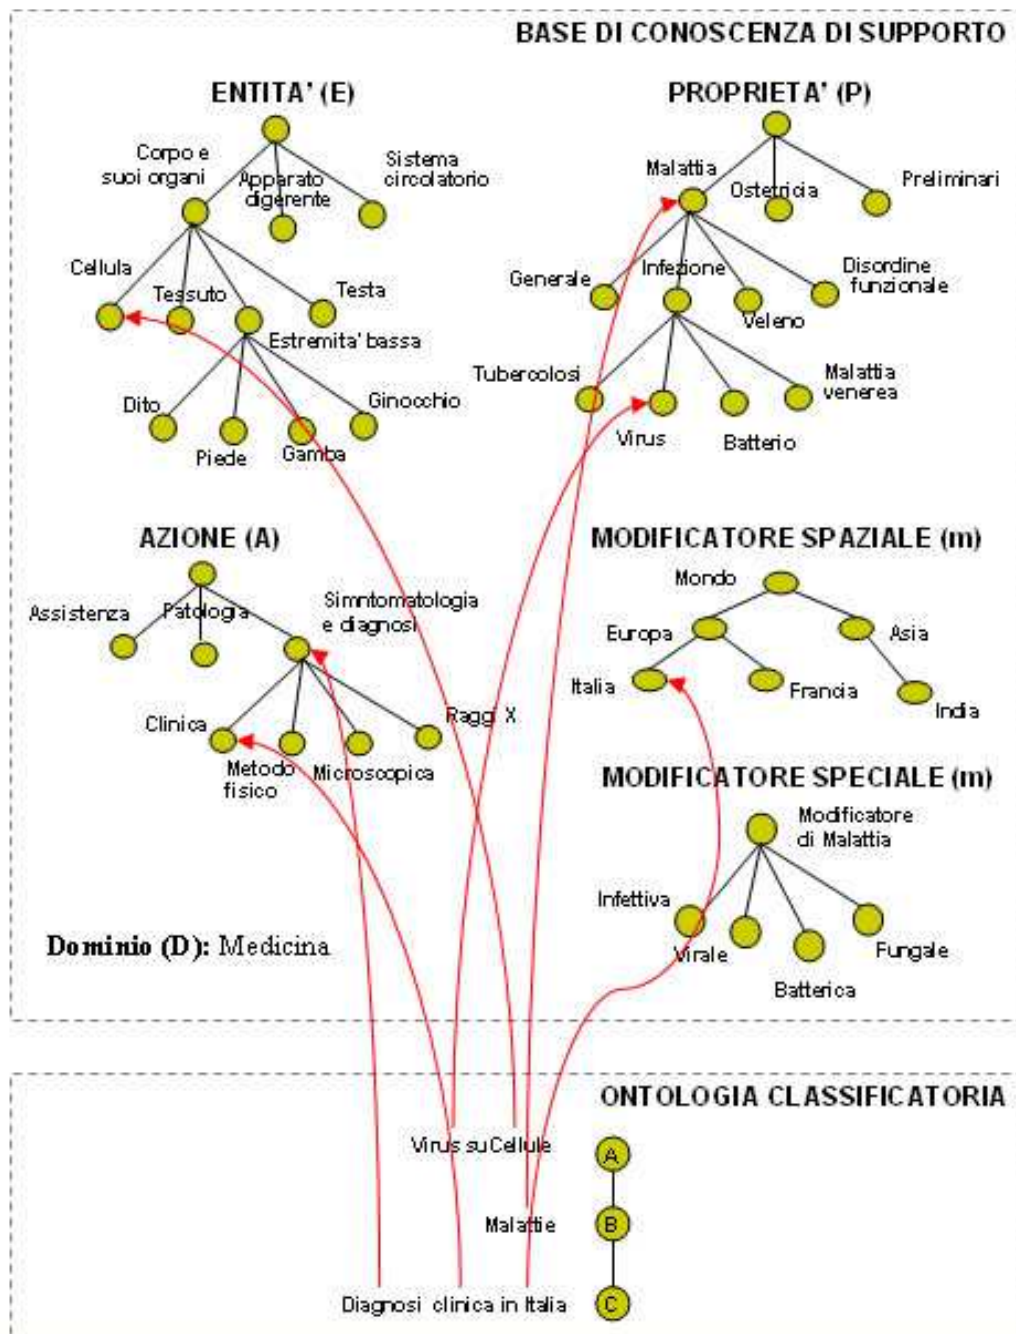 BASE DI CONOSCENZA DI SUPPORTO
ENTITA' (E)
Corpo e
suoi organi
Apparato
digerente
Sistema
circolatorio
Cellula
Tessuto
Testa
Estremita' bassa
Dito
Piede
Gamba
Ginocchio
PROPRIETA' (P)
Malattia
Ostetricia
Preliminari
Generale
Infezione
Disordine
funzionale
Veleno
Tubercolosi
Malattia
venerea
Virus
Batterio
AZIONE (A)
Assistenza
Patologia
Simntomatologia
e diagnosi
Clinica
Raggi X
Metodo
fisico
Microscopica
MODIFICATORE SPAZIALE (m)
Mondo
Europa
Asia
Italia
Francia
India
MODIFICATORE SPECIALE (m)
Modificatore
di Malattia
Infettiva
Virale
Fungale
Batterica
Dominio (D): Medicina
ONTOLOGIA CLASSIFICATORIA
Virus su Cellule
A
Malattie
B
Diagnosi clinica in Italia
C